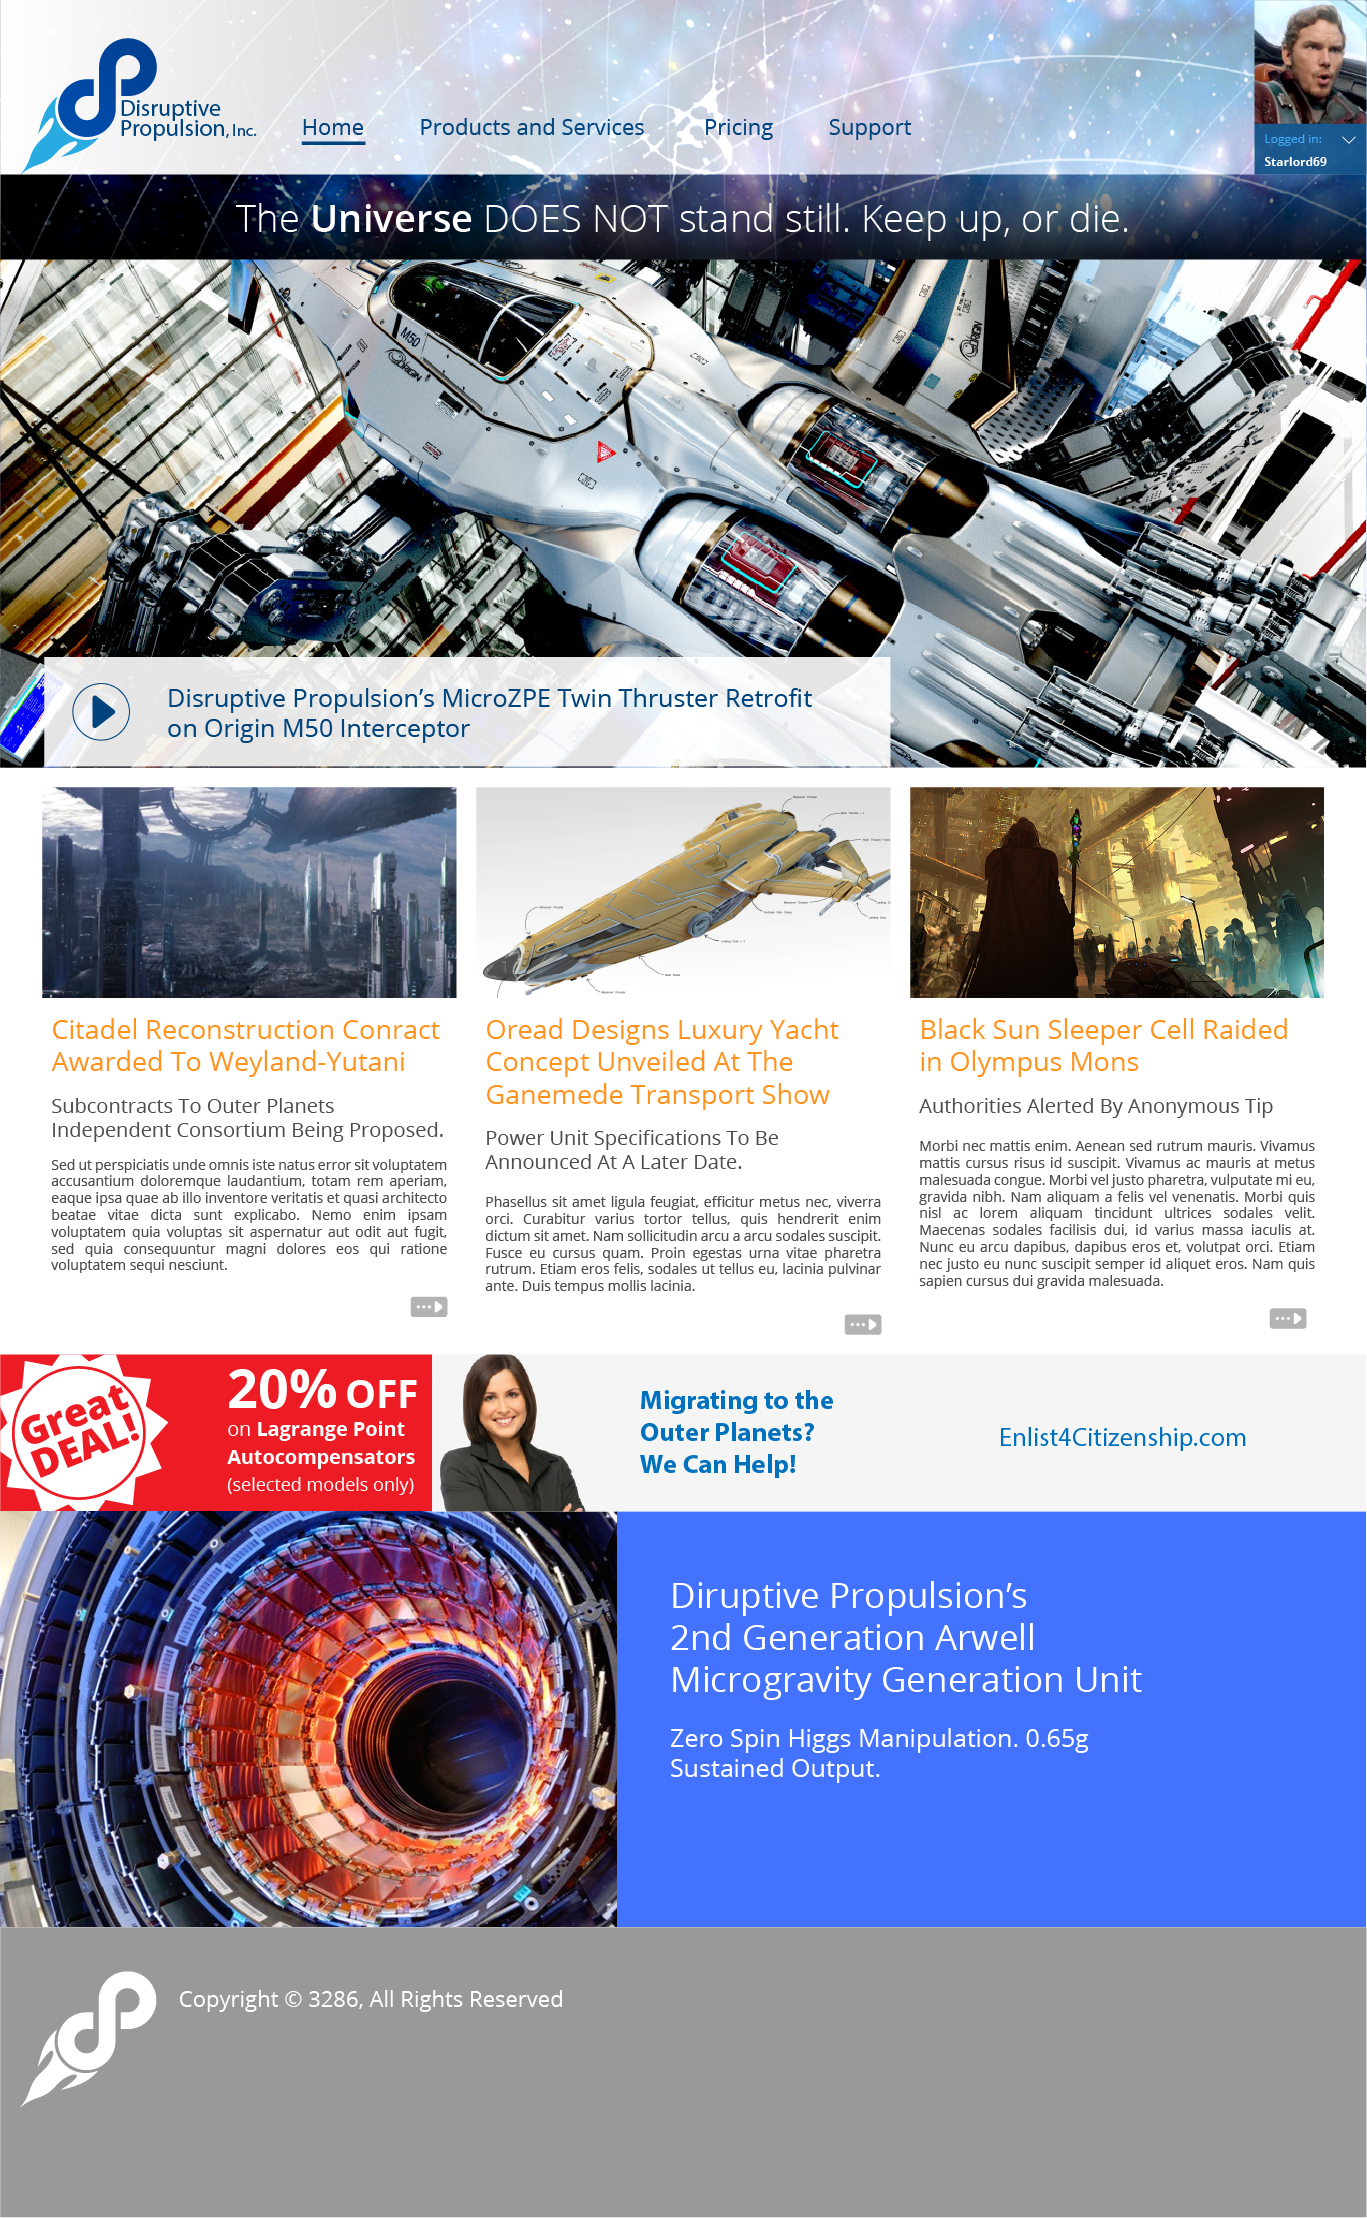 Disruptive
Propulsion, Inc.
Home
Products and Services
Pricing
Support
Logged in:
Starlord69
The Universe DOES NOT stand still. Keep up, or die.
M50
ORIGIN
ORIGIN
Disruptive Propulsion’s MicroZPE Twin Thruster Retrofit
on Origin M50 Interceptor
Citadel Reconstruction Conract
Awarded To Weyland-Yutani
Subcontracts To Outer Planets
Independent Consortium Being Proposed.
Sed ut perspiciatis unde omnis iste natus error sit voluptatem
accusantium doloremque laudantium, totam rem aperiam,
eaque ipsa quae ab illo inventore veritatis et quasi architecto
beatae vitae dicta sunt explicabo. Nemo enim ipsam
voluptatem quia voluptas sit aspernatur aut odit aut fugit,
sed quia consequuntur magni dolores eos qui ratione
voluptatem sequi nesciunt.
Oread Designs Luxury Yacht
Concept Unveiled At The
Ganemede Transport Show
Power Unit Specifications To Be
Announced At A Later Date.
Phasellus sit amet ligula feugiat, efficitur metus nec, viverra
orci. Curabitur varius tortor tellus, quis hendrerit enim
dictum sit amet. Nam sollicitudin arcu a arcu sodales suscipit.
Fusce eu cursus quam. Proin egestas urna vitae pharetra
rutrum. Etiam eros felis, sodales ut tellus eu, lacinia pulvinar
ante. Duis tempus mollis lacinia.
Black Sun Sleeper Cell Raided
in Olympus Mons
Authorities Alerted By Anonymous Tip
Morbi nec mattis enim. Aenean sed rutrum mauris. Vivamus
mattis cursus risus id suscipit. Vivamus ac mauris at metus
malesuada congue. Morbi vel justo pharetra, vulputate mi eu,
gravida nibh. Nam aliquam a felis vel venenatis. Morbi quis
nisl ac lorem aliquam tincidunt ultrices sodales velit.
Maecenas sodales facilisis dui, id varius massa iaculis at.
Nunc eu arcu dapibus, dapibus eros et, volutpat orci. Etiam
nec justo eu nunc suscipit semper id aliquet eros. Nam quis
sapien cursus dui gravida malesuada.
Great
DEAL!
20% OFF
on Lagrange Point
Autocompensators
(selected models only)
Migrating to the
Outer Planets?
We Can Help!
Enlist4Citizenship.com
Diruptive Propulsion’s
2nd Generation Arwell
Microgravity Generation Unit
Zero Spin Higgs Manipulation. 0.65g
Sustained Output.
Copyright © 3286, All Rights Reserved